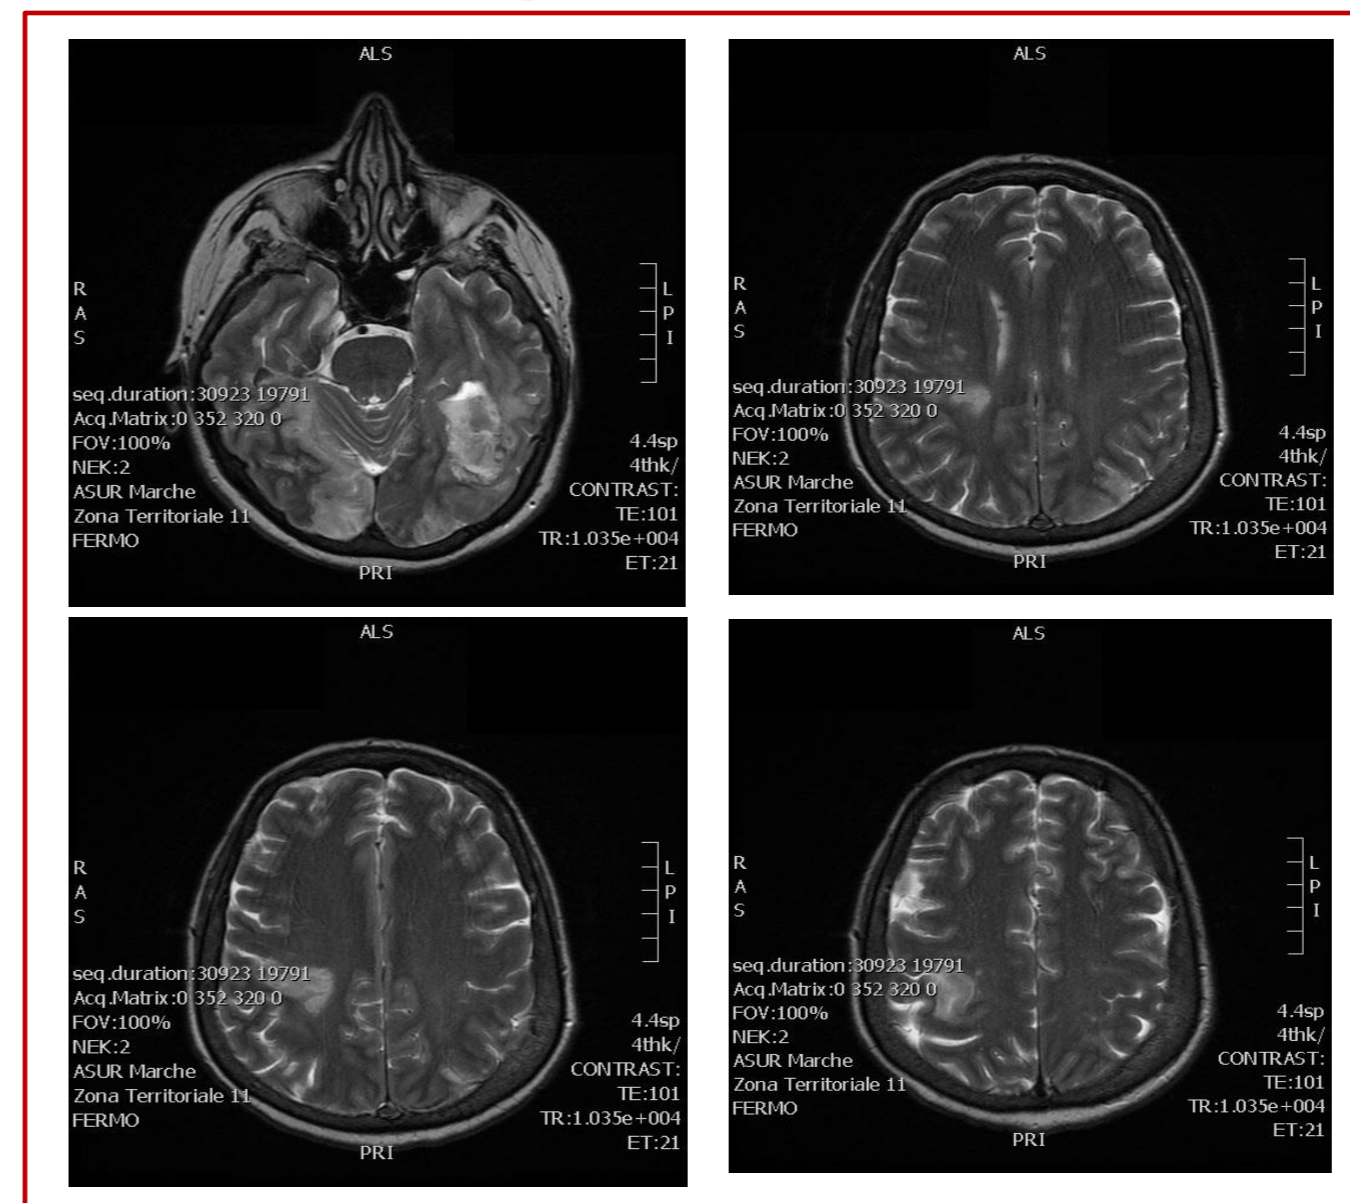 ALS
R
A
S
L
P
I
seq.duration:30923 19791
Acq.Matrix:0 352 320 0
FOV:100%
NEK:2
ASUR Marche
Zona Territoriale 11
FERMO
4.4sp
4thk/
CONTRAST:
TE:101
TR:1.035e+004
ET:21
PRI
ALS
R
A
S
L
P
I
seq.duration:30923 19791
Acq.Matrix:0 352 320 0
FOV:100%
NEK:2
ASUR Marche
Zona Territoriale 11
FERMO
4.4sp
4thk/
CONTRAST:
TE:101
TR:1.035e+004
ET:21
PRI
ALS
R
A
S
L
P
I
seq.duration:30923 19791
Acq.Matrix:0 352 320 0
FOV:100%
NEK:2
ASUR Marche
Zona Territoriale 11
FERMO
4.4sp
4thk/
CONTRAST:
TE:101
TR:1.035e+004
ET:21
PRI
ALS
R
A
S
L
P
I
seq.duration:30923 19791
Acq.Matrix:0 352 320 0
FOV:100%
NEK:2
ASUR Marche
Zona Territoriale 11
FERMO
4.4sp
4thk/
CONTRAST:
TE:101
TR:1.035e+004
ET:21
PRI